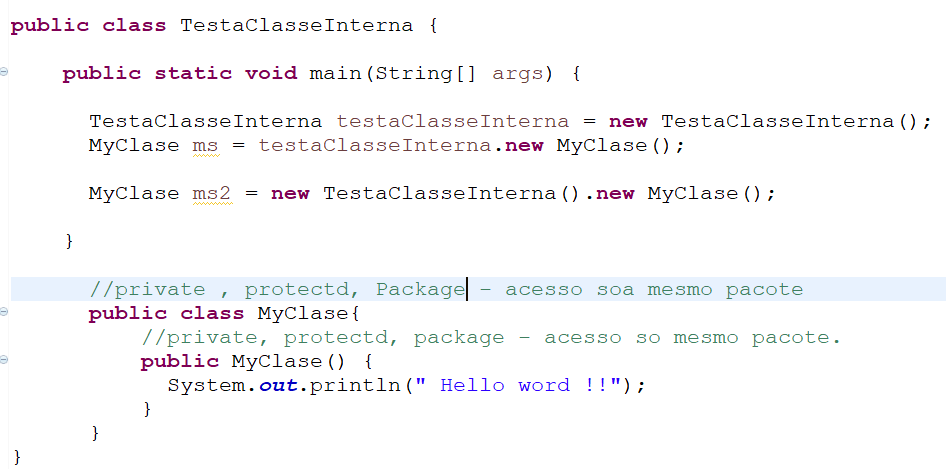 public class TestaClasseInterna {
public static void main(String[] args) {
TestaClasseInterna testaClasseInterna = new TestaClasseInterna();
MyClase ms = testaClasseInterna.new MyClase();
MyClase ms2 = new TestaClasseInterna().new MyClase();
}
//private , protectd, Package - acesso soa mesmo pacote
public class MyClase{
//private, protectd, package - acesso so mesmo pacote.
public MyClase() {
System.out.println(" Hello word !!");
}
}
}